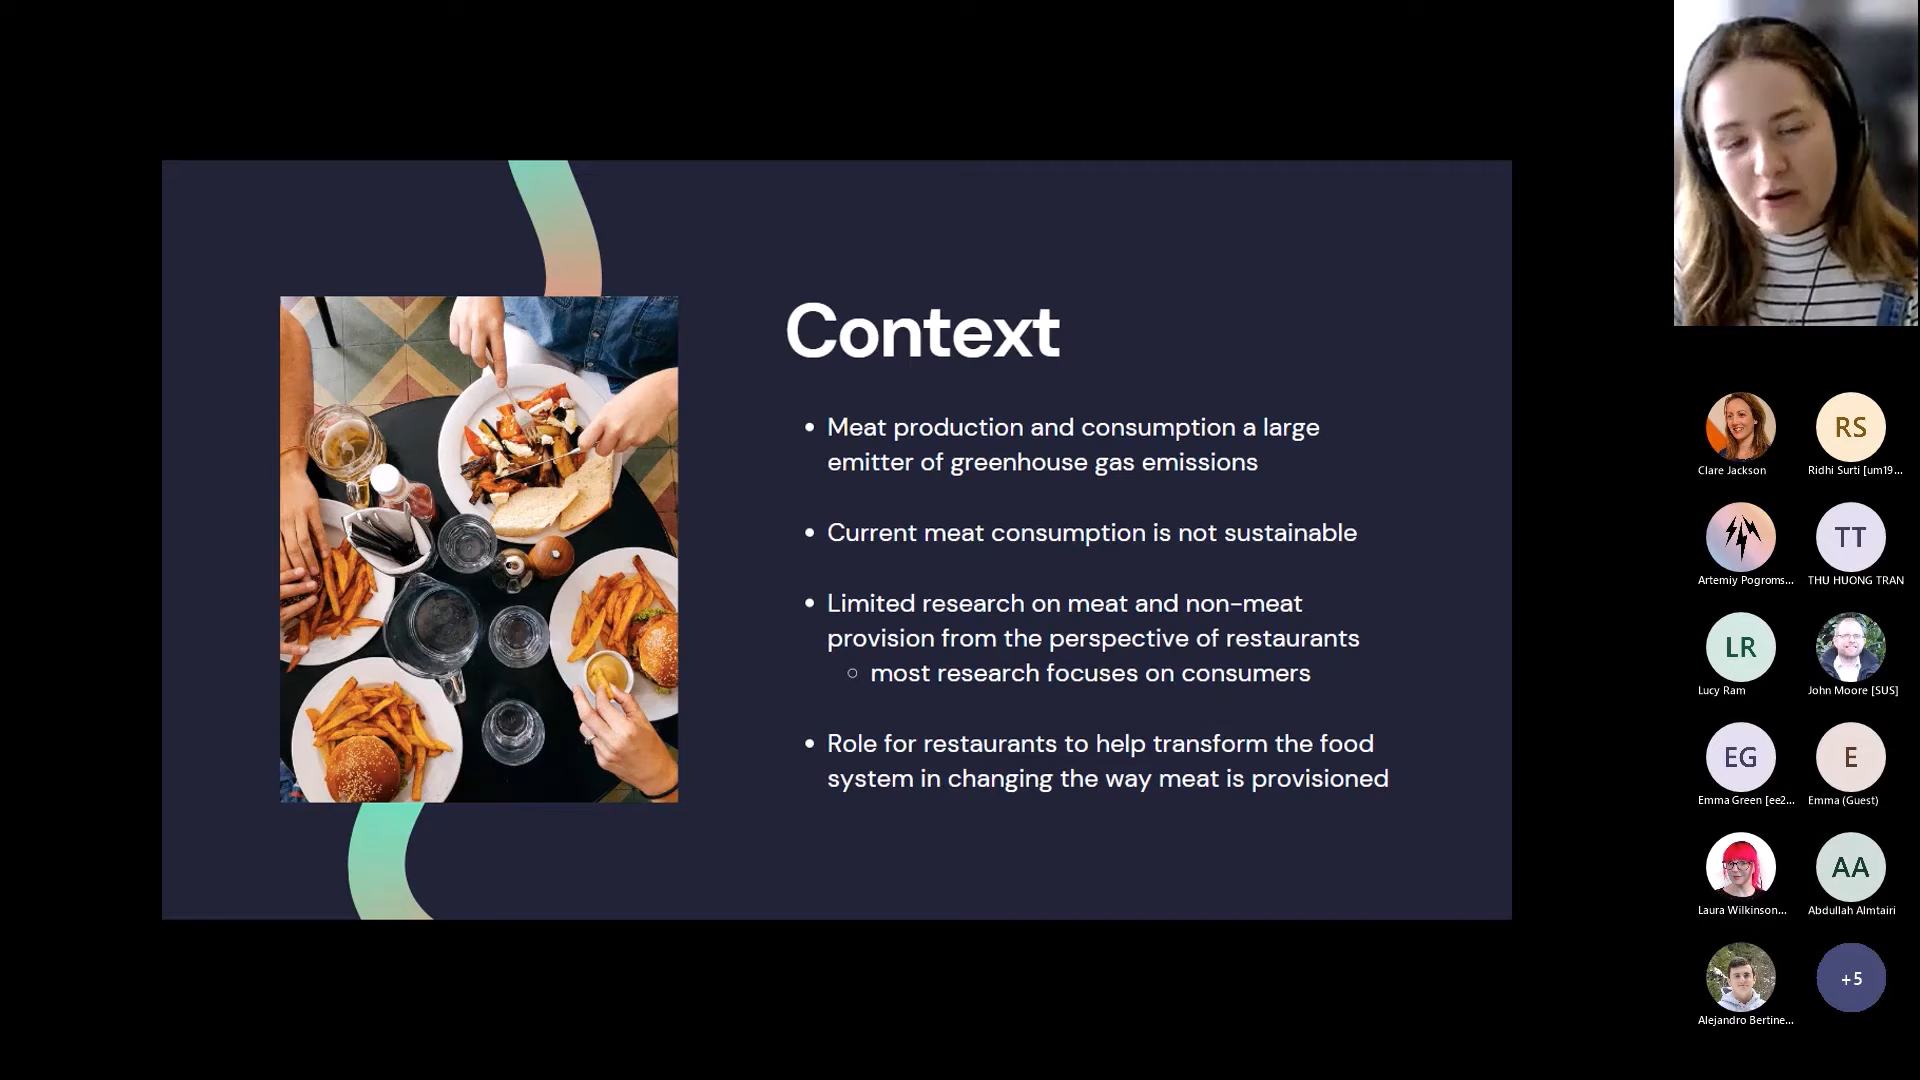 Context
• Meat production and consumption a large
emitter of greenhouse gas emissions
• Current meat consumption is not sustainable
• Limited research on meat and non-meat
provision from the perspective of restaurants
○ most research focuses on consumers
• Role for restaurants to help transform the food
system in changing the way meat is provisioned
Clare Jackson
RS
Ridhi Surti [um19...
Artemiy Pogroms...
TT
THU HUONG TRAN
LR
Lucy Ram
John Moore [SUS]
EG
Emma Green [ee2...
E
Emma (Guest)
Laura Wilkinson...
AA
Abdullah Almtairi
Alejandro Bertine...
+5